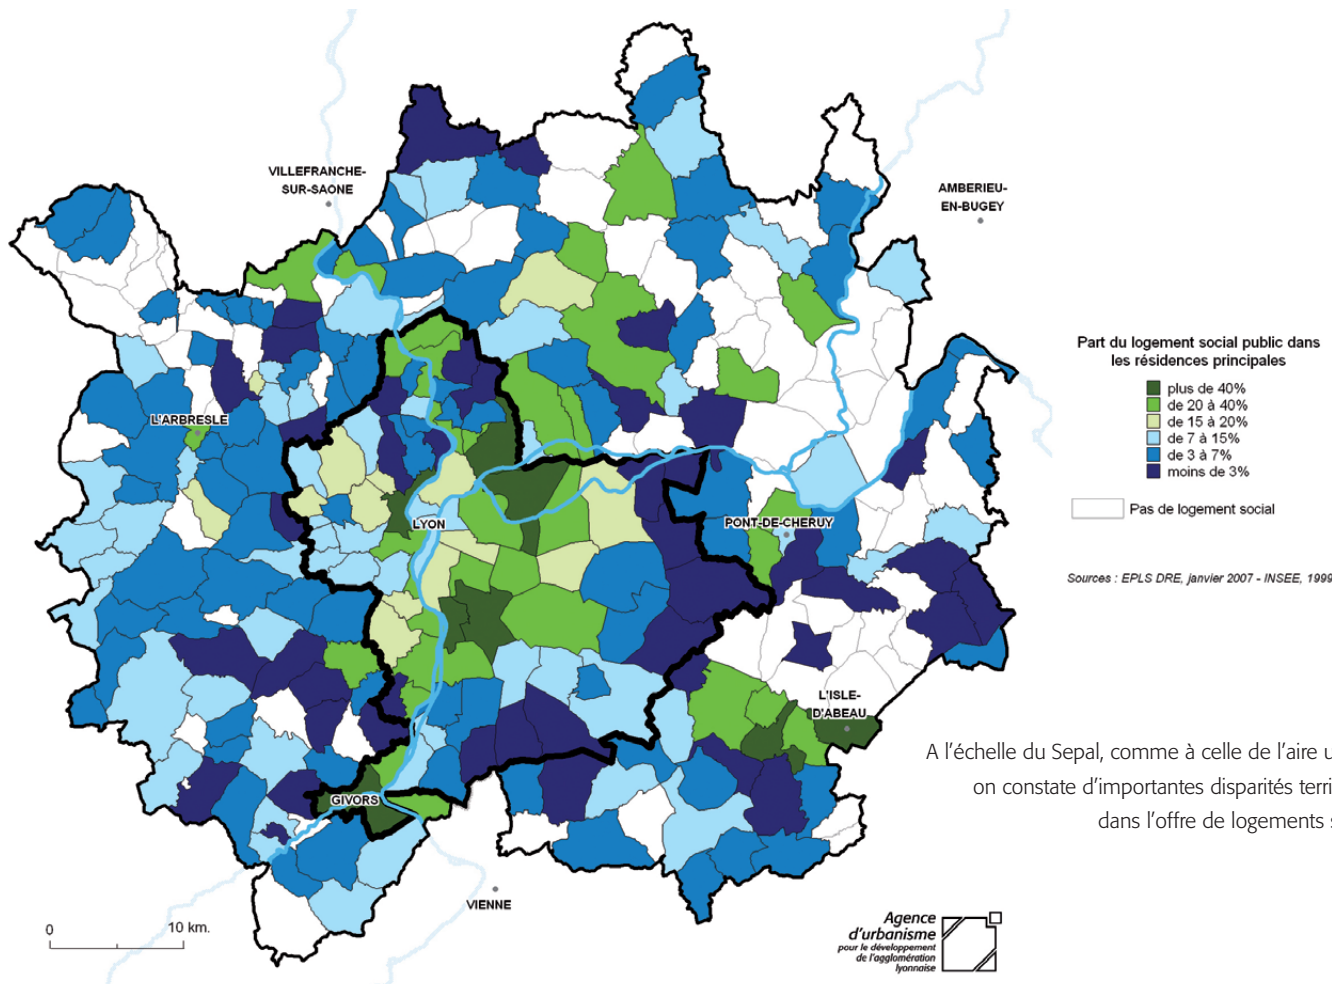 VILLEFRANCHE-
SUR-SAONE
AMBERIEU-
EN-BUGEY
L'ARBRESLE
LYON
PONT-DE-CHERUY
L'ISLE-
D'ABEAU
GIVORS
VIENNE
0 10 km.
Part du logement social public dans
les résidences principales
plus de 40%
de 20 à 40%
de 15 à 20%
de 7 à 15%
de 3 à 7%
moins de 3%
Pas de logement social
Sources : EPLS DRE, janvier 2007 - INSEE, 1999
A l'échelle du Sepal, comme à celle de l'aire u
on constate d'importantes disparités terri
dans l'offre de logements s
Agence
d'urbanisme
pour le développement
de l'agglomération
lyonnaise